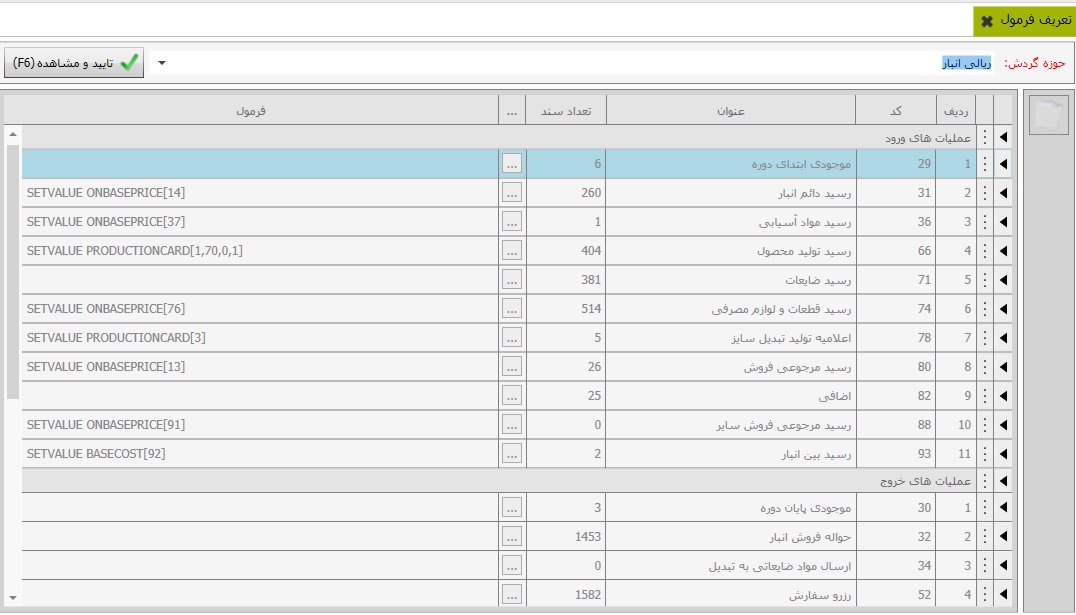 تعریف فرمول
حوزه گردش: ریالی انبار تایید و مشاهده (F6)
ردیف کد عنوان تعداد سند ... فرمول
عملیات های ورود
1 29 موجودی ابتدای دوره 6 ...
2 31 رسید دائم انبار 260 ... SETVALUE ONBASEPRICE[14]
3 36 رسید مواد آسیابی 1 ... SETVALUE ONBASEPRICE[37]
4 66 رسید تولید محصول 404 ... SETVALUE PRODUCTIONCARD[1,70,0,1]
5 71 رسید ضایعات 381 ...
6 74 رسید قطعات و لوازم مصرفی 514 ... SETVALUE ONBASEPRICE[76]
7 78 اعلامیه تولید تبدیل سایز 5 ... SETVALUE PRODUCTIONCARD[3]
8 80 رسید مرجوعی فروش 26 ... SETVALUE ONBASEPRICE[13]
9 82 اضافی 25 ...
10 88 رسید مرجوعی فروش سایر 0 ... SETVALUE ONBASEPRICE[91]
11 93 رسید بین انبار 2 ... SETVALUE BASECOST[92]
عملیات های خروج
1 30 موجودی پایان دوره 3 ...
2 32 حواله فروش انبار 1453 ...
3 34 ارسال مواد ضایعاتی به تبدیل 0 ...
4 52 رزرو سفارش 1582 ...